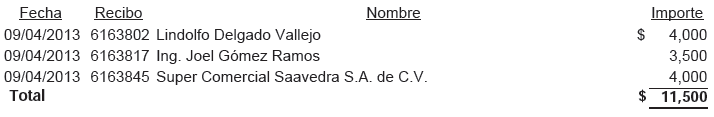 Fecha Recibo Nombre Importe
09/04/2013 6163802 Lindolfo Delgado Vallejo $ 4,000
09/04/2013 6163817 Ing. Joel Gómez Ramos 3,500
09/04/2013 6163845 Super Comercial Saavedra S.A. de C.V. 4,000
Total $ 11,500